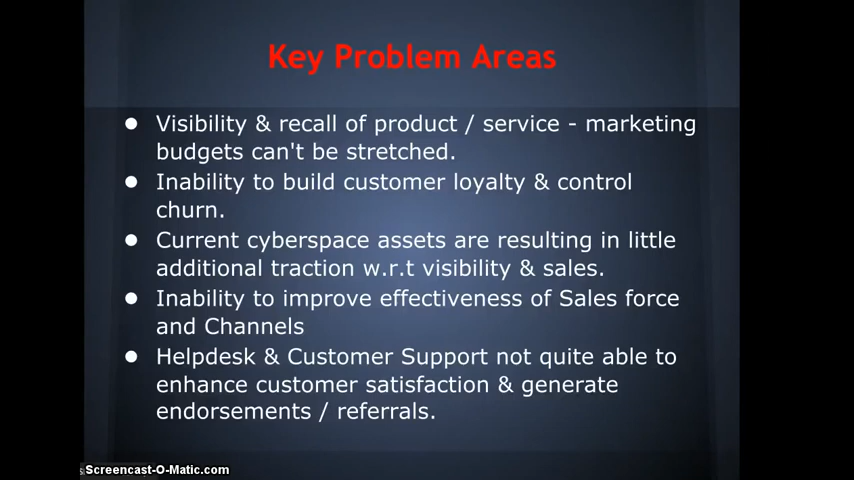 Key Problem Areas
● Visibility & recall of product / service - marketing
budgets can't be stretched.
● Inability to build customer loyalty & control
churn.
● Current cyberspace assets are resulting in little
additional traction w.r.t visibility & sales.
● Inability to improve effectiveness of Sales force
and Channels
● Helpdesk & Customer Support not quite able to
enhance customer satisfaction & generate
endorsements / referrals.
Screencast-O-Matic.com